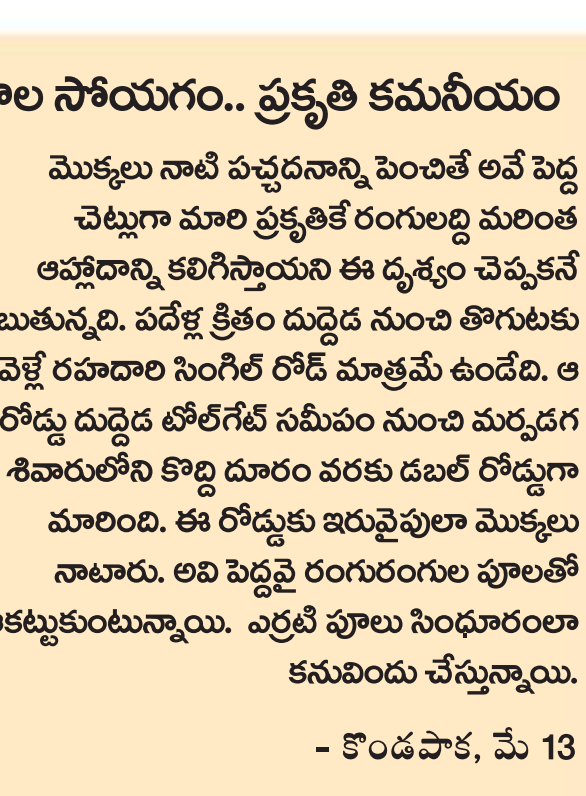 సోయగం.. ప్రకృతి కమనీయం
మొక్కలు నాటి పచ్చదనాన్ని పెంచితే అవే పెద్ద
చెట్లుగా మారి ప్రకృతికే రంగులద్ది మరింత
ఆహ్లాదాన్ని కలిగిస్తాయని ఈ దృశ్యం చెప్పకనే
బుతున్నది. పదేళ్ల క్రితం దుద్దెడ నుంచి తొగుటకు
వెళ్లే రహదారి సింగిల్ రోడ్ మాత్రమే ఉండేది. ఆ
రోడ్డు దుద్దెడ టోల్‌గేట్ సమీపం నుంచి మర్పడగ
శివారులోని కొద్ది దూరం వరకు డబల్ రోడ్డుగా
మారింది. ఈ రోడ్డుకు ఇరువైపులా మొక్కలు
నాటారు. అవి పెద్దవై రంగురంగుల పూలతో
కట్టుకుంటున్నాయి. ఎర్రటి పూలు సింధూరంలా
కనువిందు చేస్తున్నాయి.
- కొండపాక, మే 13